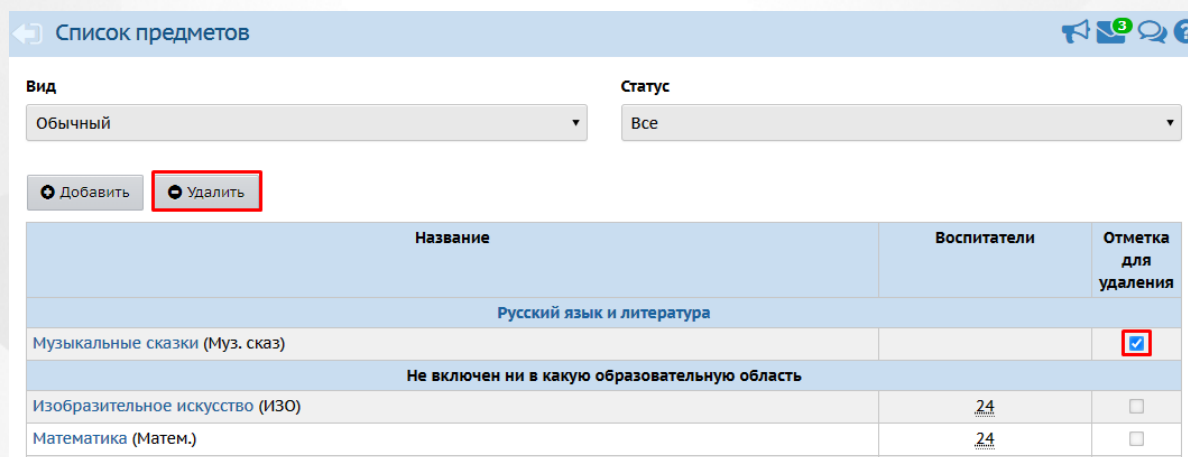 Список предметов
3
?
Вид
Статус
Обычный
Все
Добавить
Удалить
Название
Воспитатели
Отметка
для
удаления
Русский язык и литература
Музыкальные сказки (Муз. сказ)
Не включен ни в какую образовательную область
Изобразительное искусство (ИЗО)
24
Математика (Матем.)
24